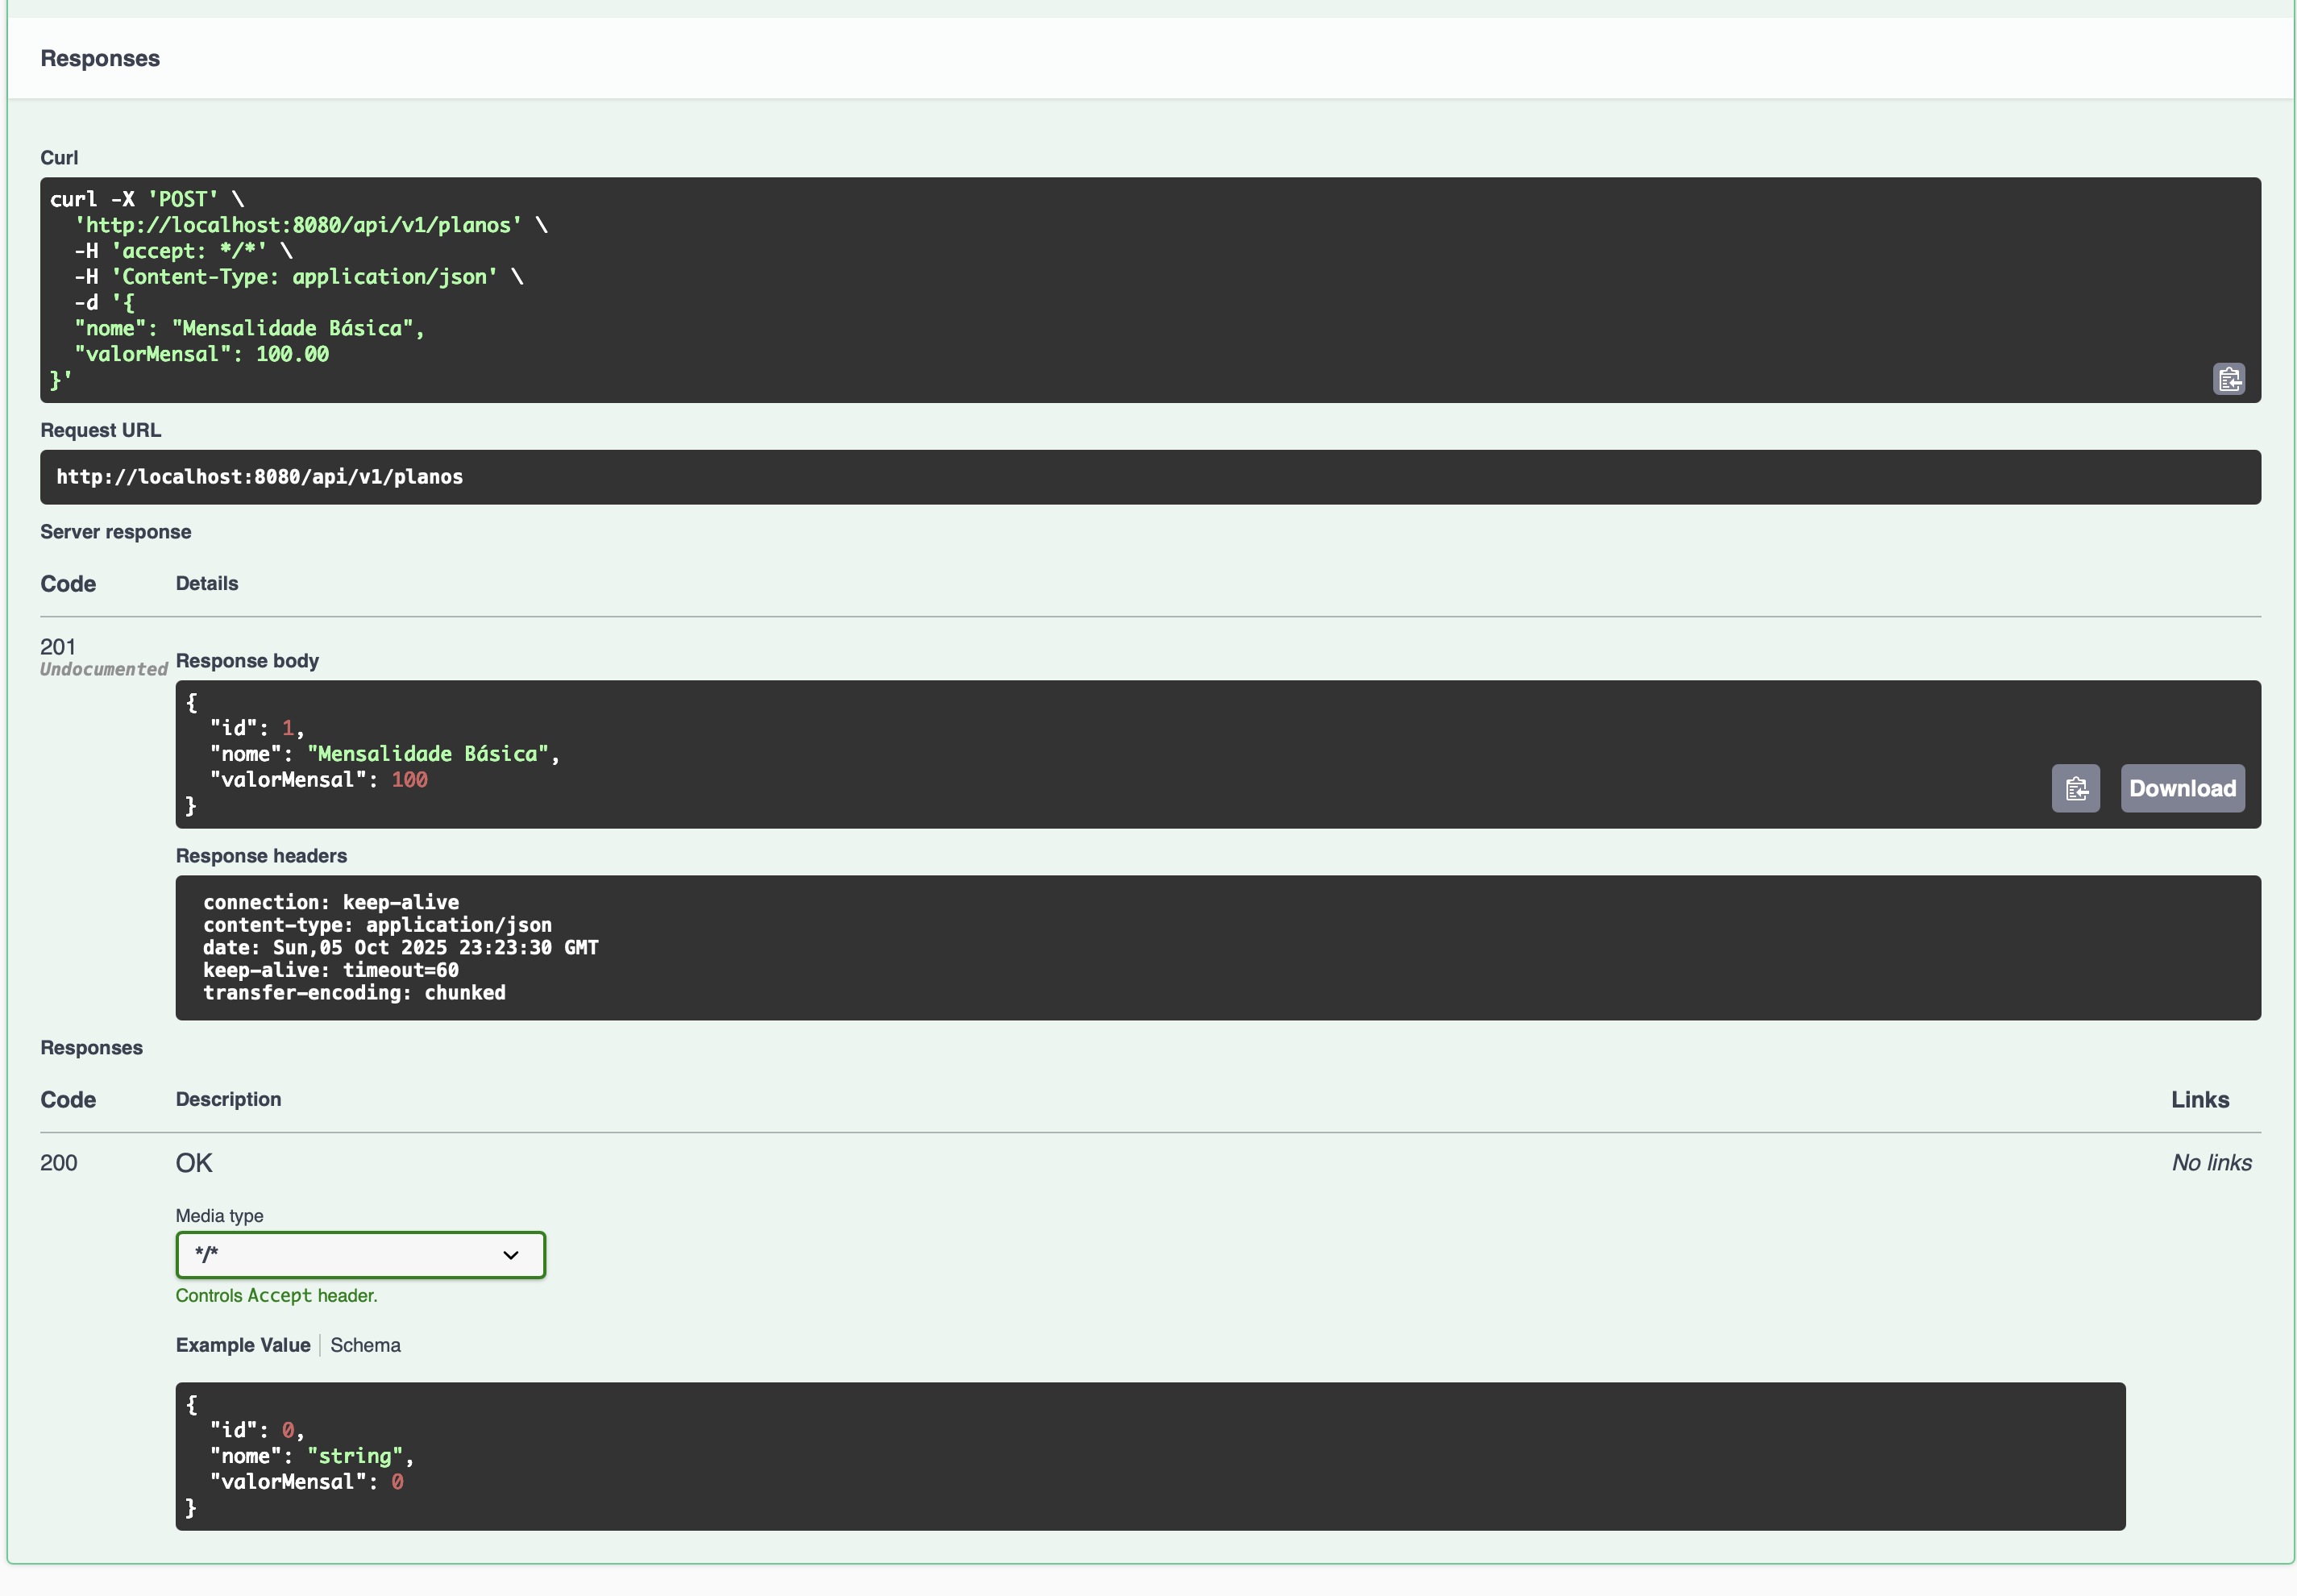 Responses
Curl
curl -X 'POST' \
  'http://localhost:8080/api/v1/planos' \
  -H 'accept: */*' \
  -H 'Content-Type: application/json' \
  -d '{
  "nome": "Mensalidade Básica",
  "valorMensal": 100.00
}'
Request URL
http://localhost:8080/api/v1/planos
Server response
Code Details
201
Undocumented
Response body
{
  "id": 1,
  "nome": "Mensalidade Básica",
  "valorMensal": 100
}
Download
Response headers
connection: keep-alive
content-type: application/json
date: Sun,05 Oct 2025 23:23:30 GMT
keep-alive: timeout=60
transfer-encoding: chunked
Responses
Code Description Links
200 OK No links
Media type
*/*
Controls Accept header.
Example Value Schema
{
  "id": 0,
  "nome": "string",
  "valorMensal": 0
}